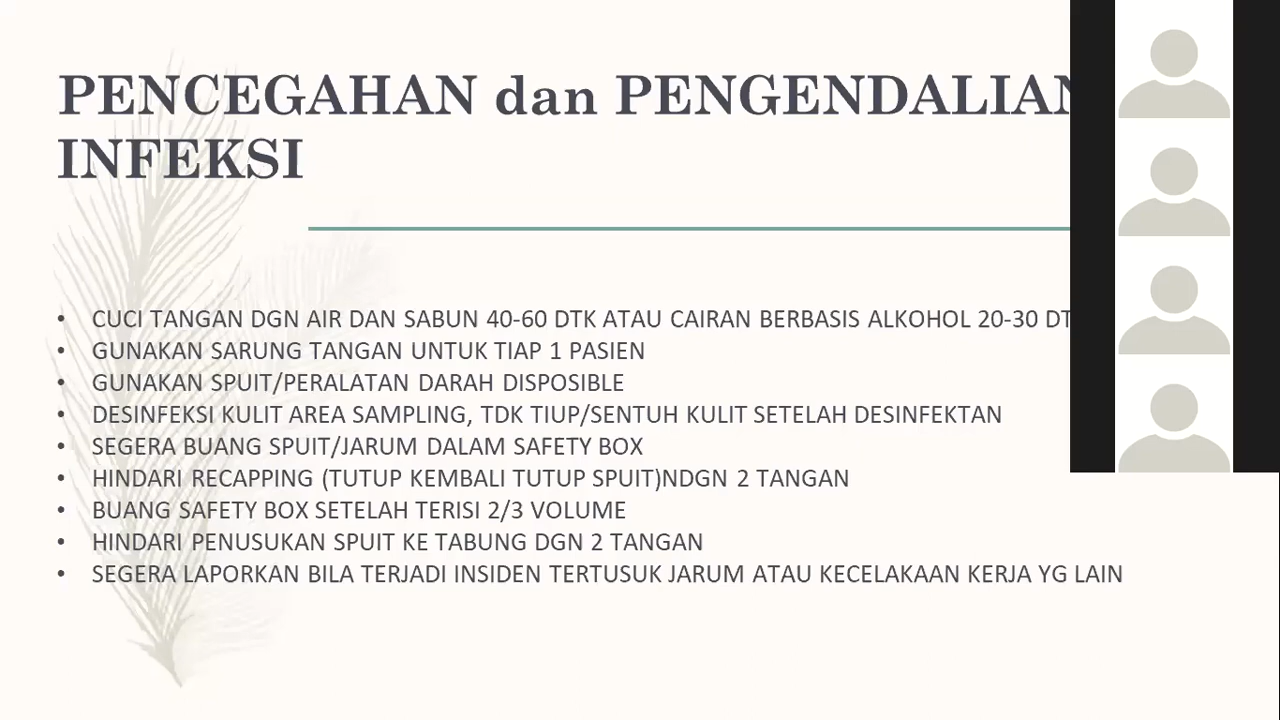 PENCEGAHAN dan PENGENDALIAN
INFEKSI
• CUCI TANGAN DGN AIR DAN SABUN 40-60 DTK ATAU CAIRAN BERBASIS ALKOHOL 20-30
• GUNAKAN SARUNG TANGAN UNTUK TIAP 1 PASIEN
• GUNAKAN SPUIT/PERALATAN DARAH DISPOSIBLE
• DESINFEKSI KULIT AREA SAMPLING, TDK TIUP/SENTUH KULIT SETELAH DESINFEKTAN
• SEGERA BUANG SPUIT/JARUM DALAM SAFETY BOX
• HINDARI RECAPPING (TUTUP KEMBALI TUTUP SPUIT)NDGN 2 TANGAN
• BUANG SAFETY BOX SETELAH TERISI 2/3 VOLUME
• HINDARI PENUSUKAN SPUIT KE TABUNG DGN 2 TANGAN
• SEGERA LAPORKAN BILA TERJADI INSIDEN TERTUSUK JARUM ATAU KECELAKAAN KERJA YG LAIN